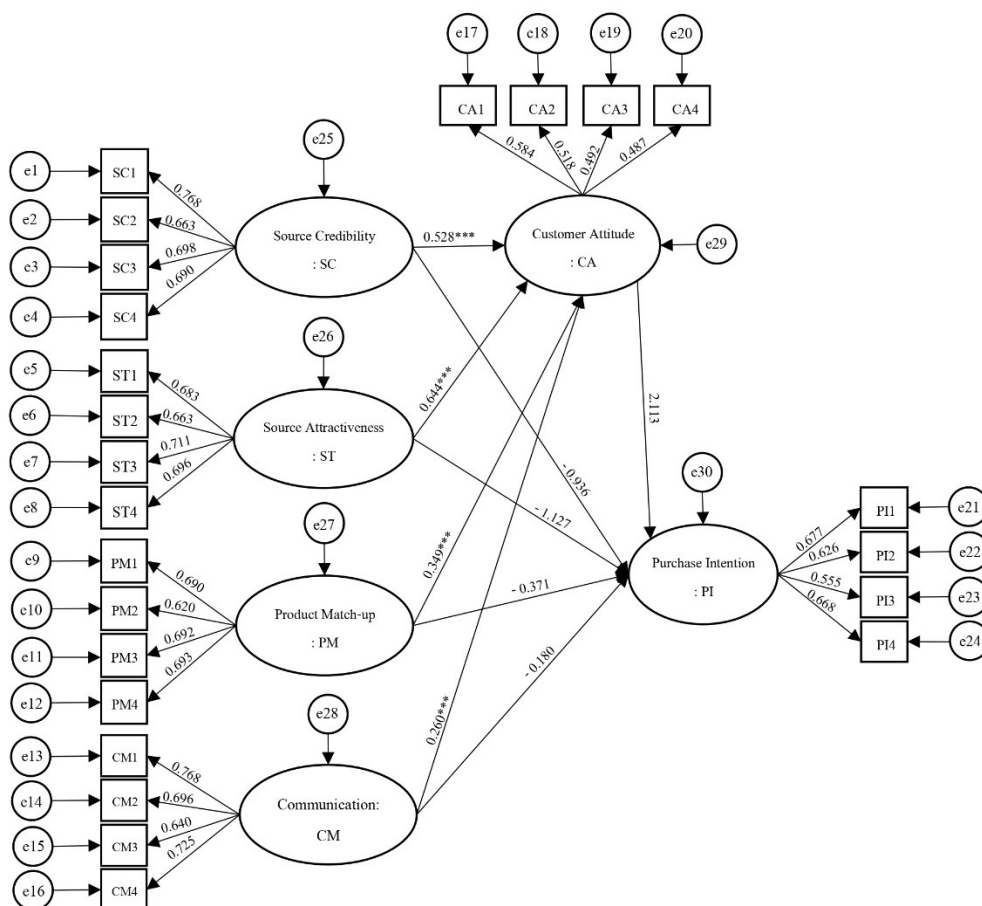 e17
e18
e19
e20
CA1
CA2
CA3
CA4
0.584
0.518
0.492
0.487
e25
e1
SC1
e2
SC2
e3
SC3
e4
SC4
0.768
0.663
0.698
0.690
Source Credibility
: SC
0.528***
Customer Attitude
: CA
e29
e26
e5
ST1
e6
ST2
e7
ST3
e8
ST4
0.683
0.663
0.711
0.696
Source Attractiveness
: ST
0.644***
- 0.936
- 1.127
2.113
e27
e9
PM1
e10
PM2
e11
PM3
e12
PM4
0.690
0.620
0.692
0.693
Product Match-up
: PM
0.349***
- 0.371
e30
Purchase Intention
: PI
0.677
0.626
0.555
0.668
PI1
e21
PI2
e22
PI3
e23
PI4
e24
e28
e13
CM1
e14
CM2
e15
CM3
e16
CM4
0.768
0.696
0.640
0.725
Communication:
CM
0.260***
- 0.180